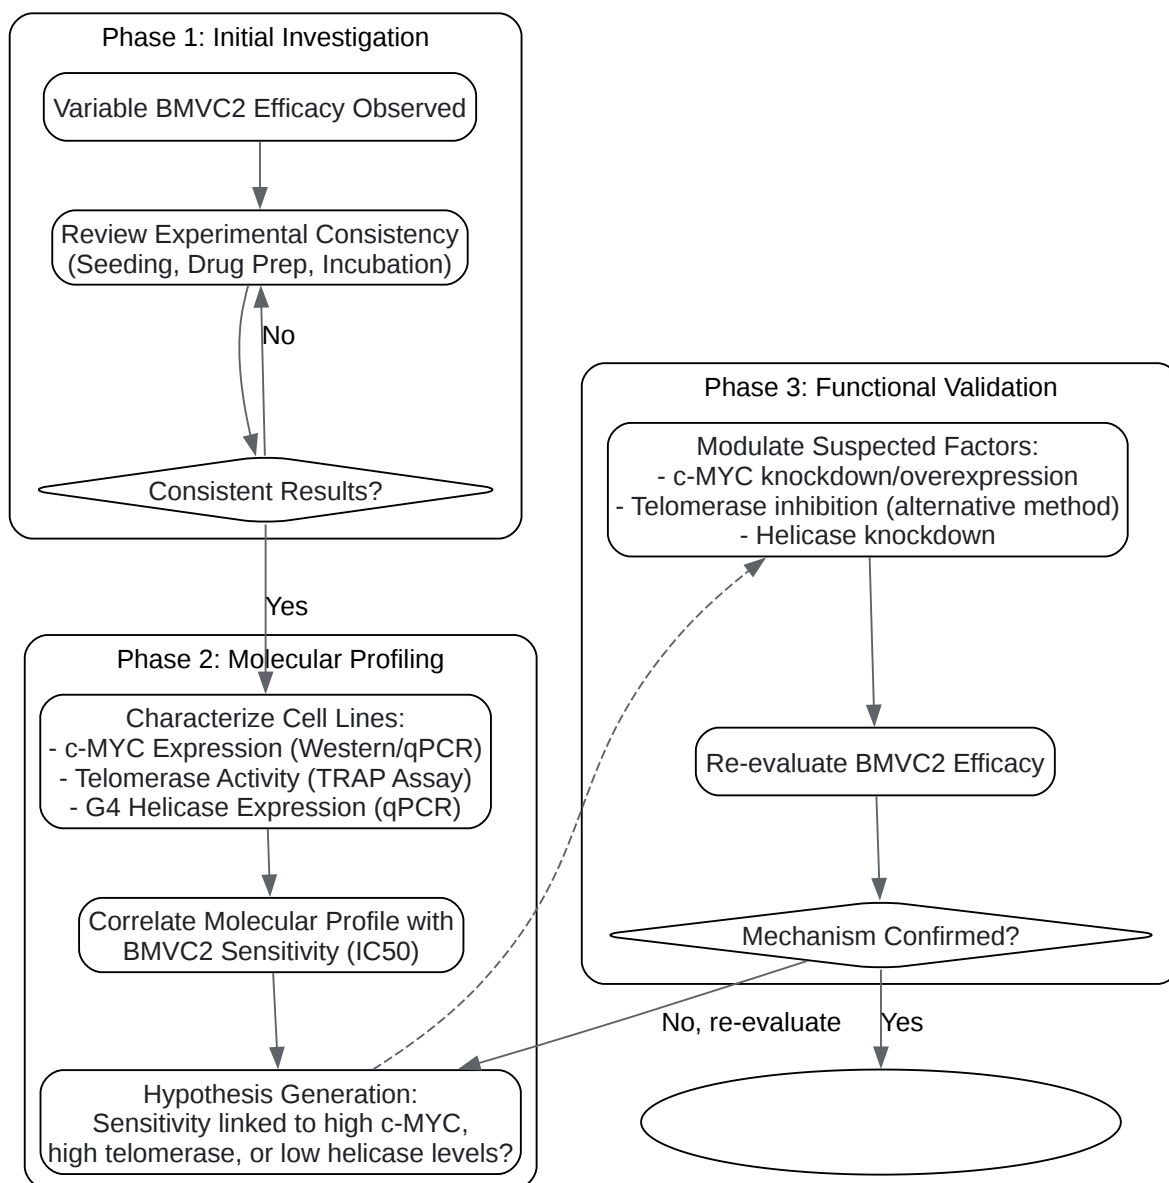 Phase 1: Initial Investigation
Variable BMVC2 Efficacy Observed
Review Experimental Consistency
(Seeding, Drug Prep, Incubation)
No
Consistent Results?
Yes
Phase 2: Molecular Profiling
Characterize Cell Lines:
- c-MYC Expression (Western/qPCR)
- Telomerase Activity (TRAP Assay)
- G4 Helicase Expression (qPCR)
Correlate Molecular Profile with
BMVC2 Sensitivity (IC50)
Hypothesis Generation:
Sensitivity linked to high c-MYC,
high telomerase, or low helicase levels?
Phase 3: Functional Validation
Modulate Suspected Factors:
- c-MYC knockdown/overexpression
- Telomerase inhibition (alternative method)
- Helicase knockdown
Re-evaluate BMVC2 Efficacy
Mechanism Confirmed?
No, re-evaluate
Yes